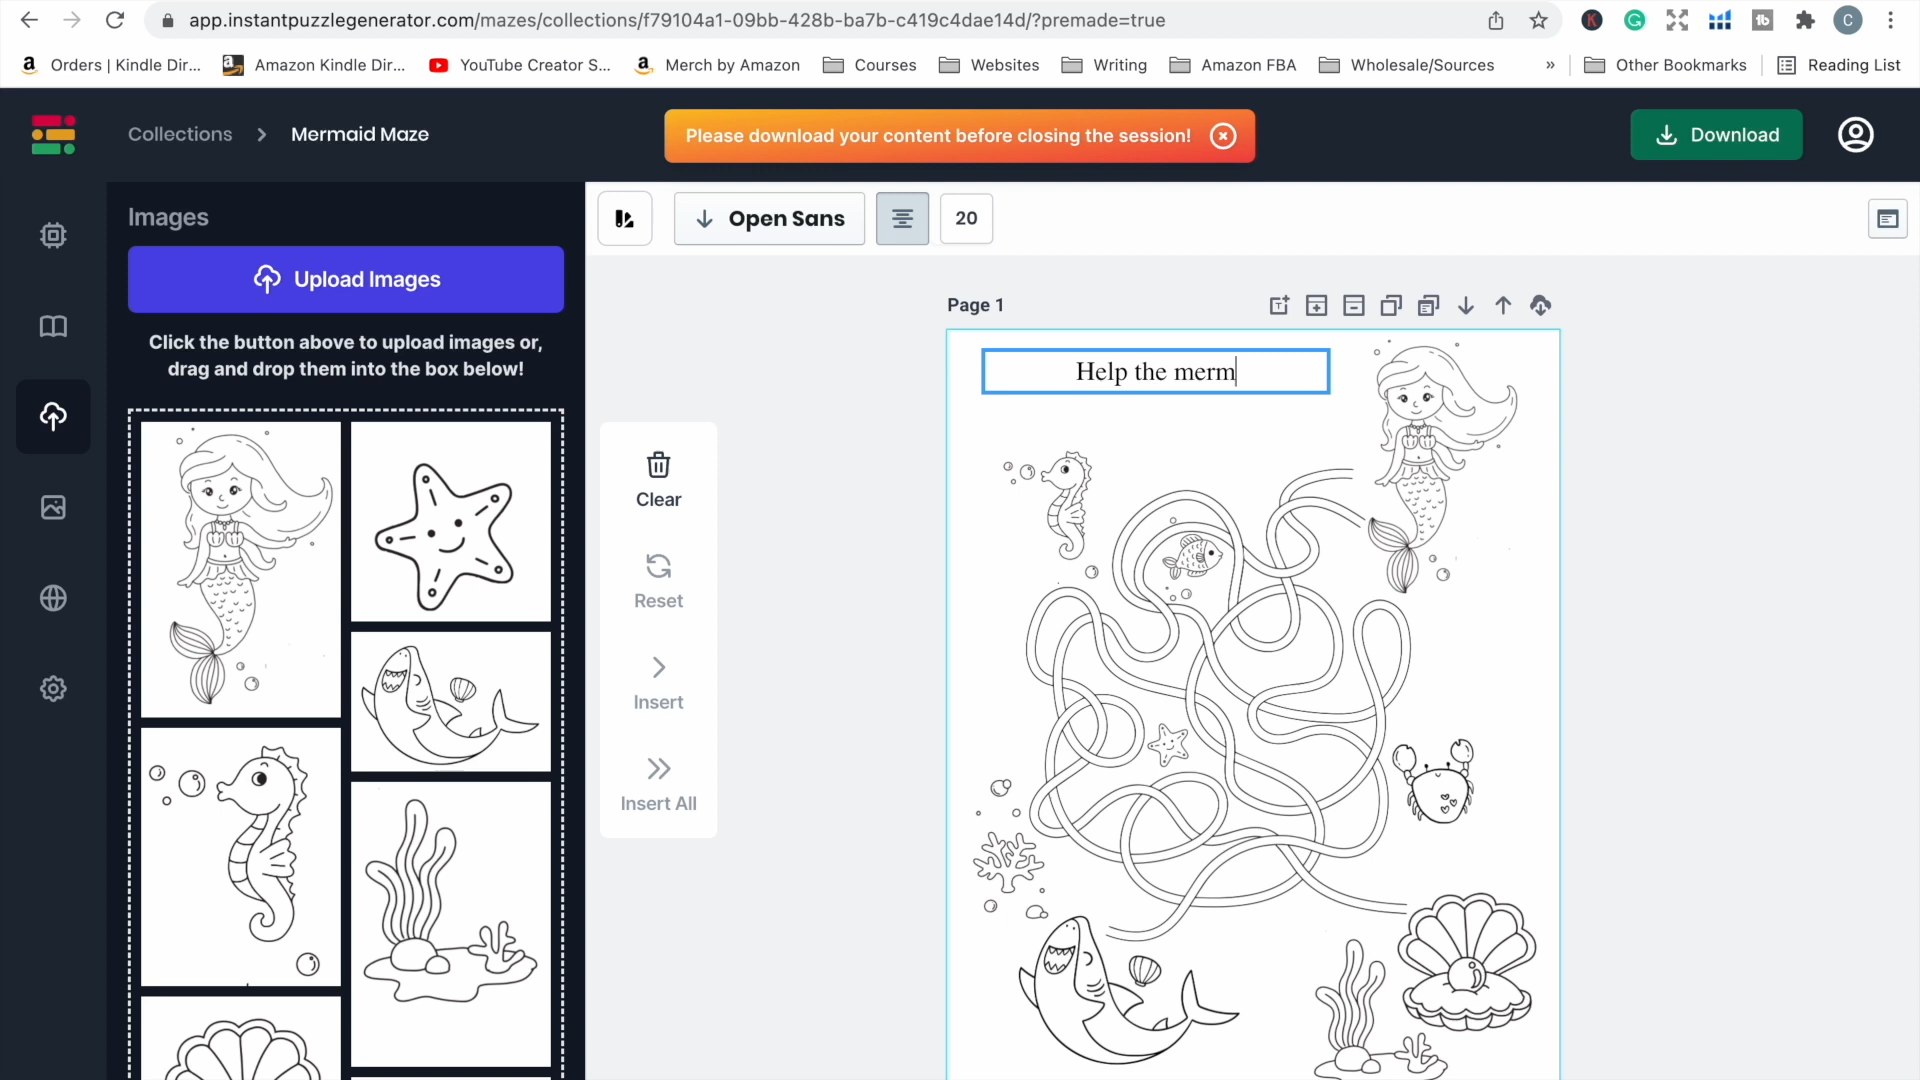 app.instantpuzzlegenerator.com/mazes/collections/f79104a1-09bb-428b-ba7b-c419c4dae14d/?premade=true
K
G
tb
C
Orders | Kindle Dir...
Amazon Kindle Dir...
YouTube Creator S...
Merch by Amazon
Courses
Websites
Writing
Amazon FBA
Wholesale/Sources
»
Other Bookmarks
Reading List
Collections > Mermaid Maze
Please download your content before closing the session!
Download
Images
Upload Images
Click the button above to upload images or,
drag and drop them into the box below!
Open Sans
20
Clear
Reset
Insert
Insert All
Page 1
Help the merm